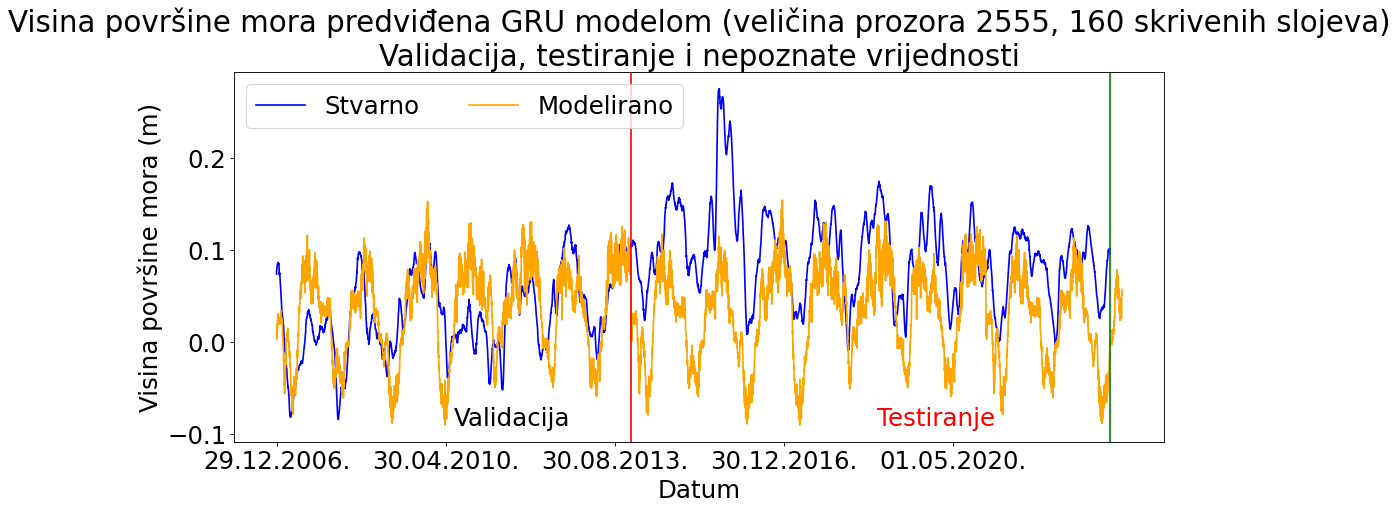 Visina površine mora predviđena GRU modelom (veličina prozora 2555, 160 skrivenih slojeva)
Validacija, testiranje i nepoznate vrijednosti
Stvarno
Modelirano
Visina površine mora (m)
0.2
0.1
0.0
−0.1
Validacija
Testiranje
29.12.2006.
30.04.2010.
30.08.2013.
30.12.2016.
01.05.2020.
Datum